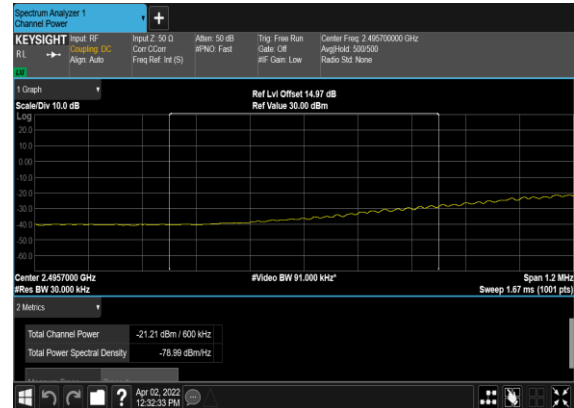 Spectrum Analyzer 1
Channel Power
+
KEYSIGHT
RL
LV
Input: RF
Coupling: DC
Align: Auto
Input Z: 50 Ω
Corr CCorr
Freq Ref: Int (S)
Atten: 50 dB
#PNO: Fast
Trig: Free Run
Gate: Off
#IF Gain: Low
Center Freq: 2.495700000 GHz
Avg|Hold: 500/500
Radio Std: None
1 Graph
Scale/Div 10.0 dB
Ref Lvl Offset 14.97 dB
Ref Value 30.00 dBm
Log
20.0
10.0
0.00
-10.0
-20.0
-30.0
-40.0
-50.0
-60.0
Center 2.4957000 GHz
#Video BW 91.000 kHz*
Span 1.2 MHz
#Res BW 30.000 kHz
Sweep 1.67 ms (1001 pts)
2 Metrics
Total Channel Power -21.21 dBm / 600 kHz
Total Power Spectral Density -78.99 dBm/Hz
?
Apr 02, 2022
12:32:33 PM